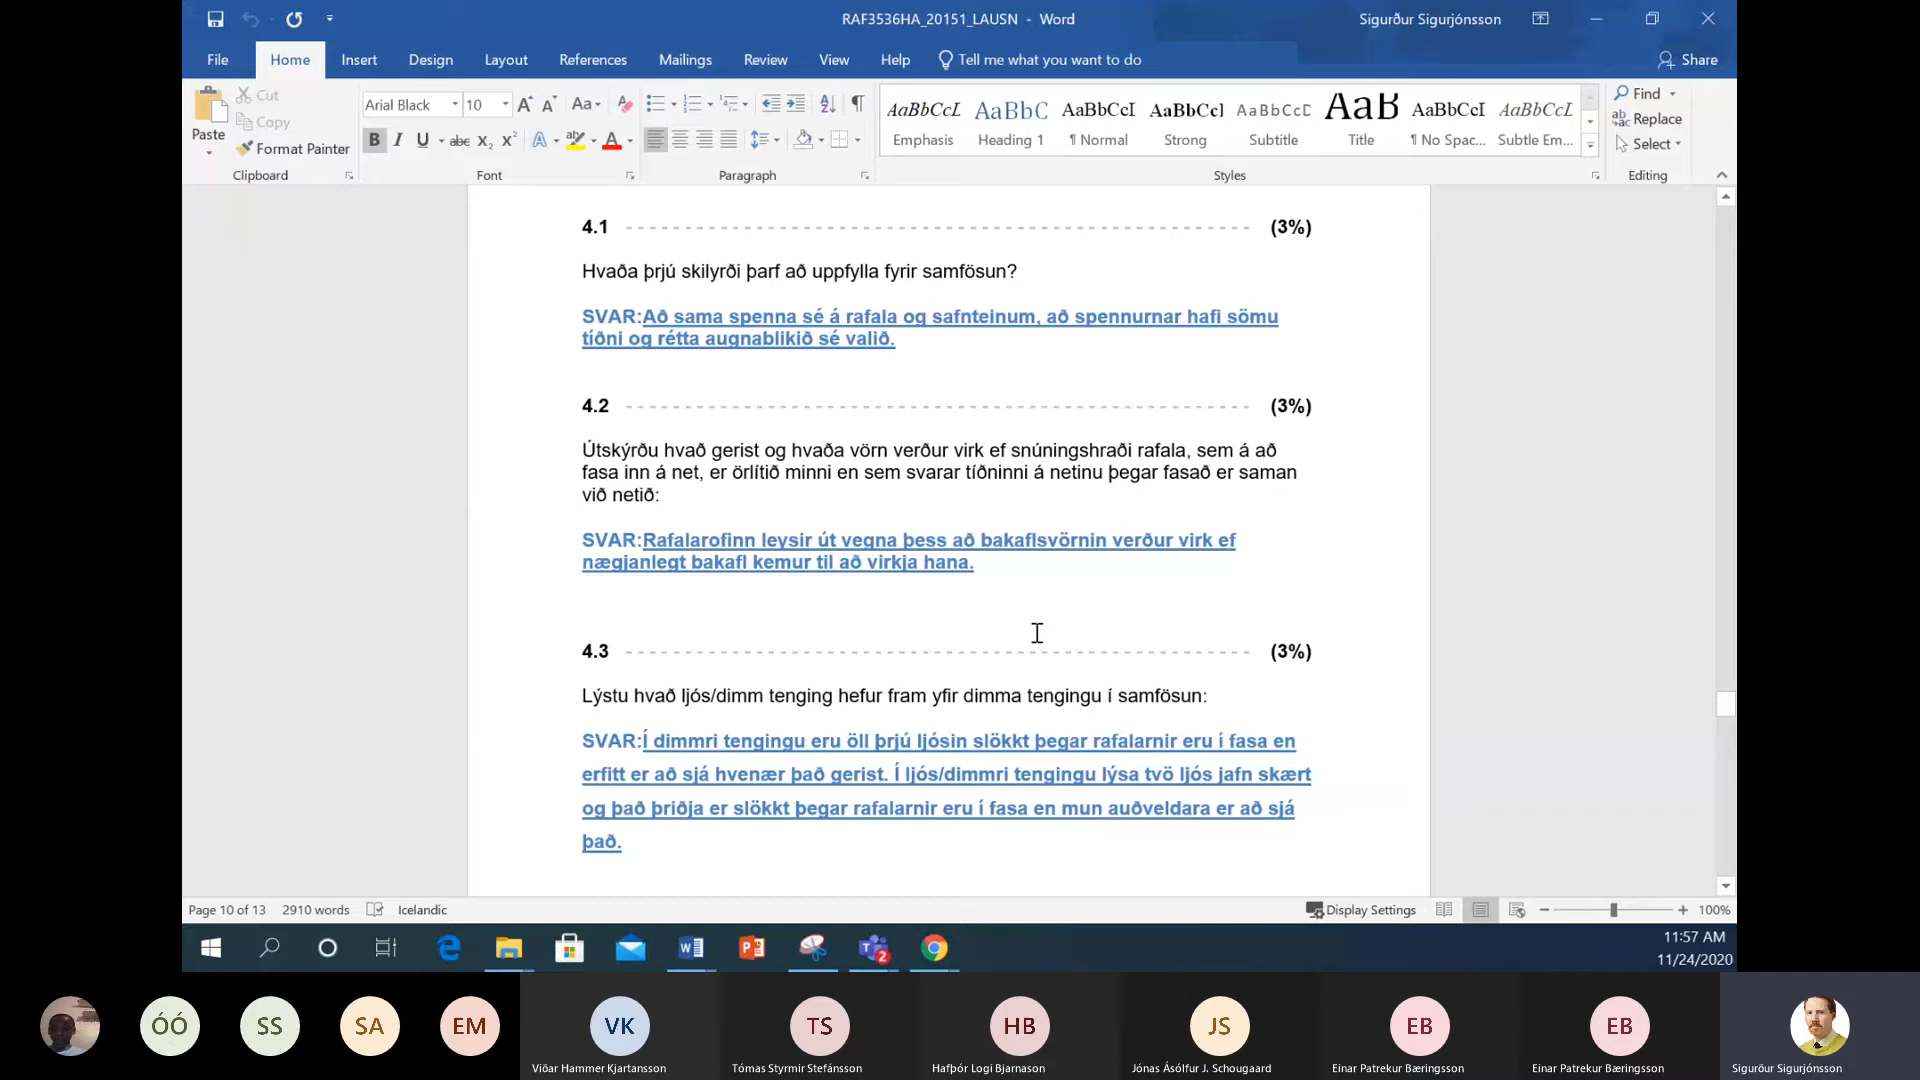 RAF3536HA_20151_LAUSN - Word
Sigurður Sigurjónsson
File Home Insert Design Layout References Mailings Review View Help Tell me what you want to do Share
Paste
Cut
Copy
Format Painter
Clipboard
Arial Black 10
Font
Paragraph
AaBbCcL AaBbC AaBbCcI AaBbCcI AaBbCcD AaB AaBbCcI AaBbCcL
Emphasis Heading 1 ¶ Normal Strong Subtitle Title ¶ No Spac... Subtle Em...
Styles
Find
Replace
Select
Editing
4.1 (3%)
Hvaða þrjú skilyrði þarf að uppfylla fyrir samfösun?
SVAR:Að sama spenna sé á rafala og safnteinum, að spennurnar hafi sömu
tíðni og rétta augnablikið sé valið.
4.2 (3%)
Útskýrðu hvað gerist og hvaða vörn verður virk ef snúningshraði rafala, sem á að
fasa inn á net, er örlítið minni en sem svarar tíðninni á netinu þegar fasað er saman
við netið:
SVAR:Rafalarofinn leysir út vegna þess að bakaflsvörnin verður virk ef
nægjanlegt bakafl kemur til að virkja hana.
4.3 (3%)
Lýstu hvað ljós/dimm tenging hefur fram yfir dimma tengingu í samfösun:
SVAR:Í dimmri tengingu eru öll þrjú ljósin slökkt þegar rafalarnir eru í fasa en
erfitt er að sjá hvenær það gerist. Í ljós/dimmri tengingu lýsa tvö ljós jafn skært
og það þriðja er slökkt þegar rafalarnir eru í fasa en mun auðveldara er að sjá
það.
Page 10 of 13 2910 words Icelandic Display Settings 100%
11:57 AM
11/24/2020
ÓÓ SS SA EM VK TS HB JS EB EB
Viðar Hammer Kjartansson Tómas Styrmir Stefánsson Hafþór Logi Bjarnason Jónas Ásólfur J. Schougaard Einar Patrekur Bæringsson Einar Patrekur Bæringsson Sigurður Sigurjónsson